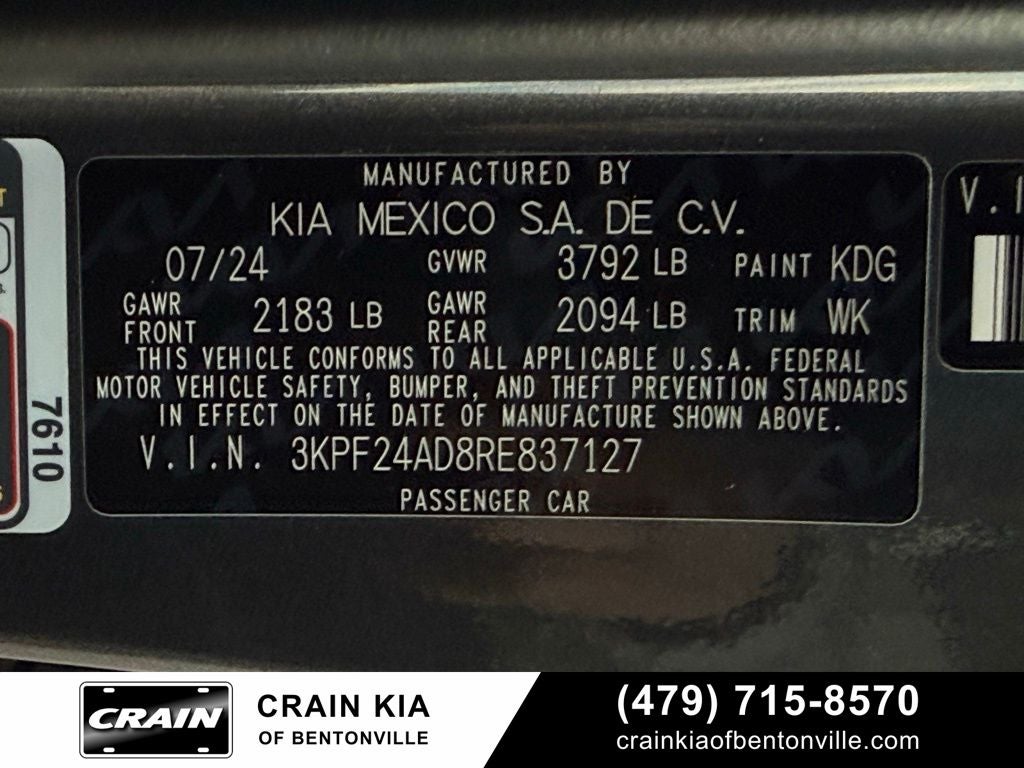 MANUFACTURED BY
KIA MEXICO S.A. DE C.V.
07/24 GVWR 3792 LB PAINT KDG
GAWR FRONT 2183 LB GAWR REAR 2094 LB TRIM WK
THIS VEHICLE CONFORMS TO ALL APPLICABLE U.S.A. FEDERAL
MOTOR VEHICLE SAFETY, BUMPER, AND THEFT PREVENTION STANDARDS
IN EFFECT ON THE DATE OF MANUFACTURE SHOWN ABOVE.
V.I.N. 3KPF24AD8RE837127
PASSENGER CAR
7610
V.I
CRAIN
CRAIN KIA
OF BENTONVILLE
(479) 715-8570
crainkiaofbentonville.com